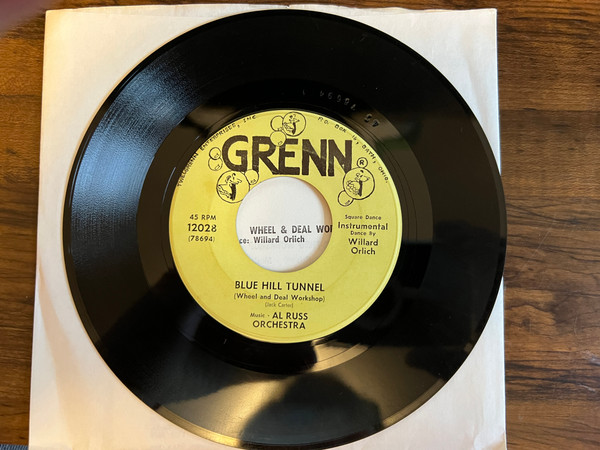 P.O. BOX 16, BATH, OHIO.
GRENN®
45 RPM
12028
(78694)
Square Dance
Instrumental
Dance By
Willard
Orlich
WHEEL & DEAL WO
ce: Willard Orlich
BLUE HILL TUNNEL
(Wheel and Deal Workshop)
(Jack Carter)
Music - AL RUSS
ORCHESTRA